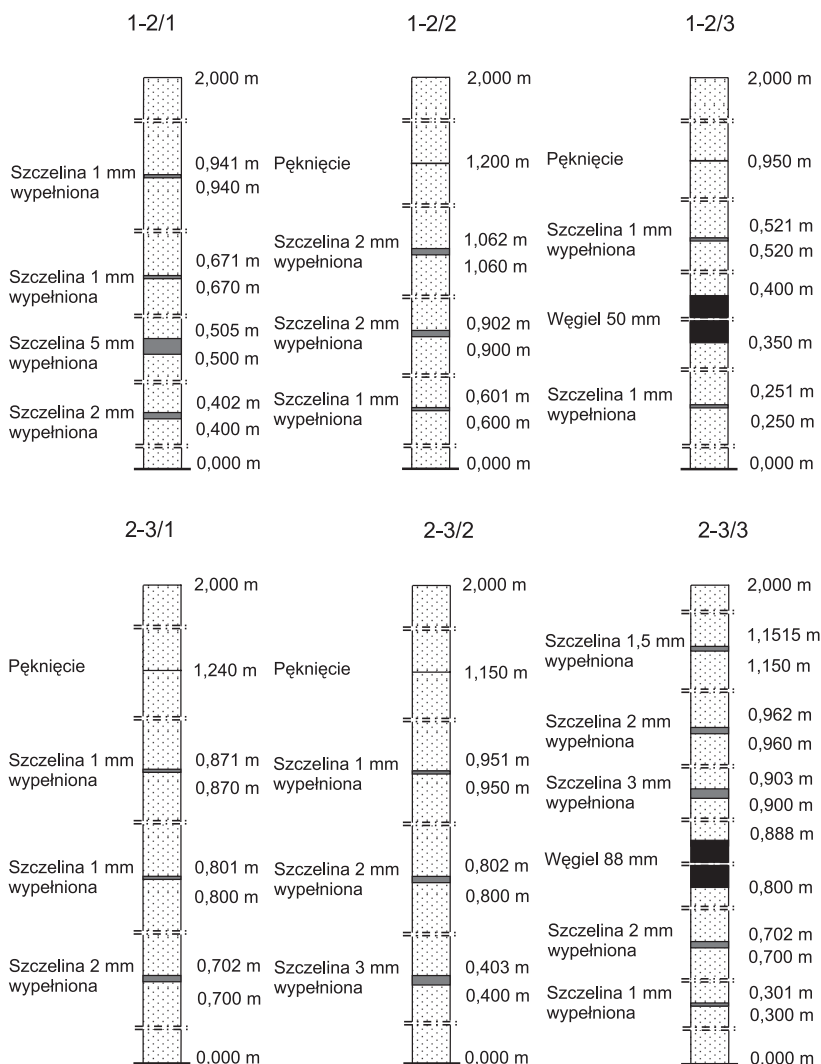 1-2/1
2,000 m
Szczelina 1 mm
wypełniona
0,941 m
0,940 m
Szczelina 1 mm
wypełniona
0,671 m
0,670 m
Szczelina 5 mm
wypełniona
0,505 m
0,500 m
Szczelina 2 mm
wypełniona
0,402 m
0,400 m
0,000 m
1-2/2
2,000 m
Pęknięcie
1,200 m
Szczelina 2 mm
wypełniona
1,062 m
1,060 m
Szczelina 2 mm
wypełniona
0,902 m
0,900 m
Szczelina 1 mm
wypełniona
0,601 m
0,600 m
0,000 m
1-2/3
2,000 m
Pęknięcie
0,950 m
Szczelina 1 mm
wypełniona
0,521 m
0,520 m
0,400 m
Węgiel 50 mm
0,350 m
Szczelina 1 mm
wypełniona
0,251 m
0,250 m
0,000 m
2-3/1
2,000 m
Pęknięcie
1,240 m
Szczelina 1 mm
wypełniona
0,871 m
0,870 m
Szczelina 1 mm
wypełniona
0,801 m
0,800 m
Szczelina 2 mm
wypełniona
0,702 m
0,700 m
0,000 m
2-3/2
2,000 m
Pęknięcie
1,150 m
Szczelina 1 mm
wypełniona
0,951 m
0,950 m
Szczelina 2 mm
wypełniona
0,802 m
0,800 m
Szczelina 3 mm
wypełniona
0,403 m
0,400 m
0,000 m
2-3/3
2,000 m
Szczelina 1,5 mm
wypełniona
1,1515 m
1,150 m
Szczelina 2 mm
wypełniona
0,962 m
0,960 m
Szczelina 3 mm
wypełniona
0,903 m
0,900 m
0,888 m
Węgiel 88 mm
0,800 m
Szczelina 2 mm
wypełniona
0,702 m
0,700 m
Szczelina 1 mm
wypełniona
0,301 m
0,300 m
0,000 m